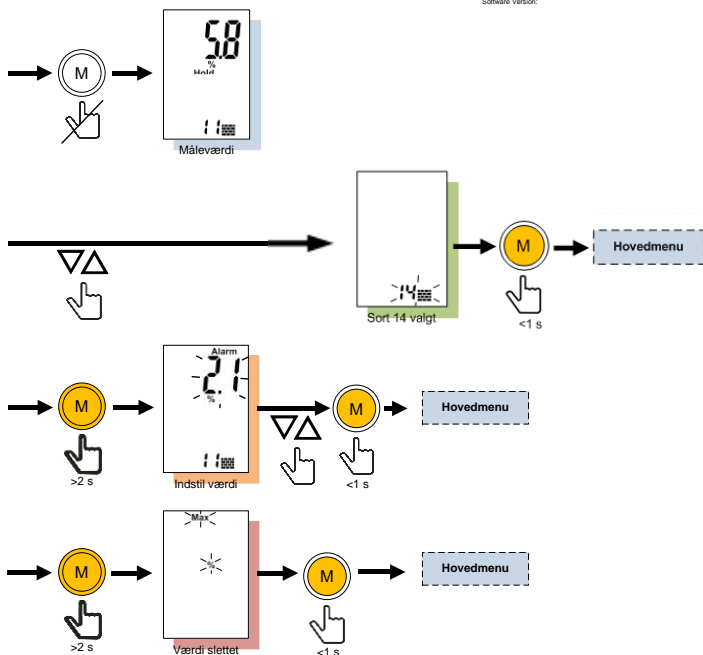 Software Version:
M
5.8
%
Hold
11
Måleværdi
14
Sort 14 valgt
M
<1 s
Hovedmenu
M
>2 s
Alarm
2.1
%
11
Indstil værdi
M
<1 s
Hovedmenu
M
>2 s
Max
%
Værdi slettet
M
<1 s
Hovedmenu